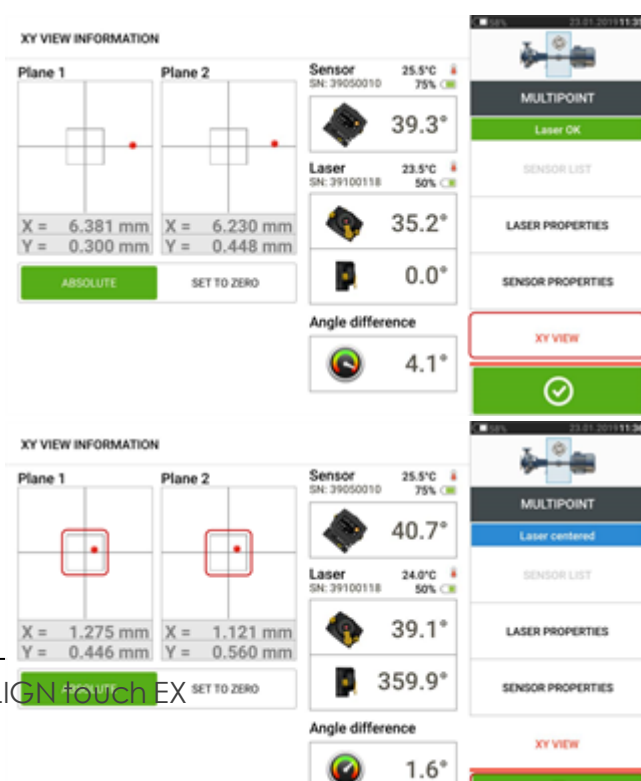 58% 23.01.2019 11:35
XY VIEW INFORMATION
Plane 1 Plane 2
Sensor 25.5°C
SN: 39050010 75%
39.3°
MULTIPOINT
Laser OK
Laser 23.5°C
SN: 39100118 50%
SENSOR LIST
X = 6.381 mm X = 6.230 mm
Y = 0.300 mm Y = 0.448 mm
35.2°
LASER PROPERTIES
ABSOLUTE SET TO ZERO
0.0°
SENSOR PROPERTIES
Angle difference
XY VIEW
4.1°
58% 23.01.2019 11:36
XY VIEW INFORMATION
Plane 1 Plane 2
Sensor 25.5°C
SN: 39050010 75%
40.7°
MULTIPOINT
Laser centered
Laser 24.0°C
SN: 39100118 50%
SENSOR LIST
X = 1.275 mm X = 1.121 mm
Y = 0.446 mm Y = 0.560 mm
39.1°
LASER PROPERTIES
LIGN touch EX
SET TO ZERO
359.9°
SENSOR PROPERTIES
Angle difference
XY VIEW
1.6°